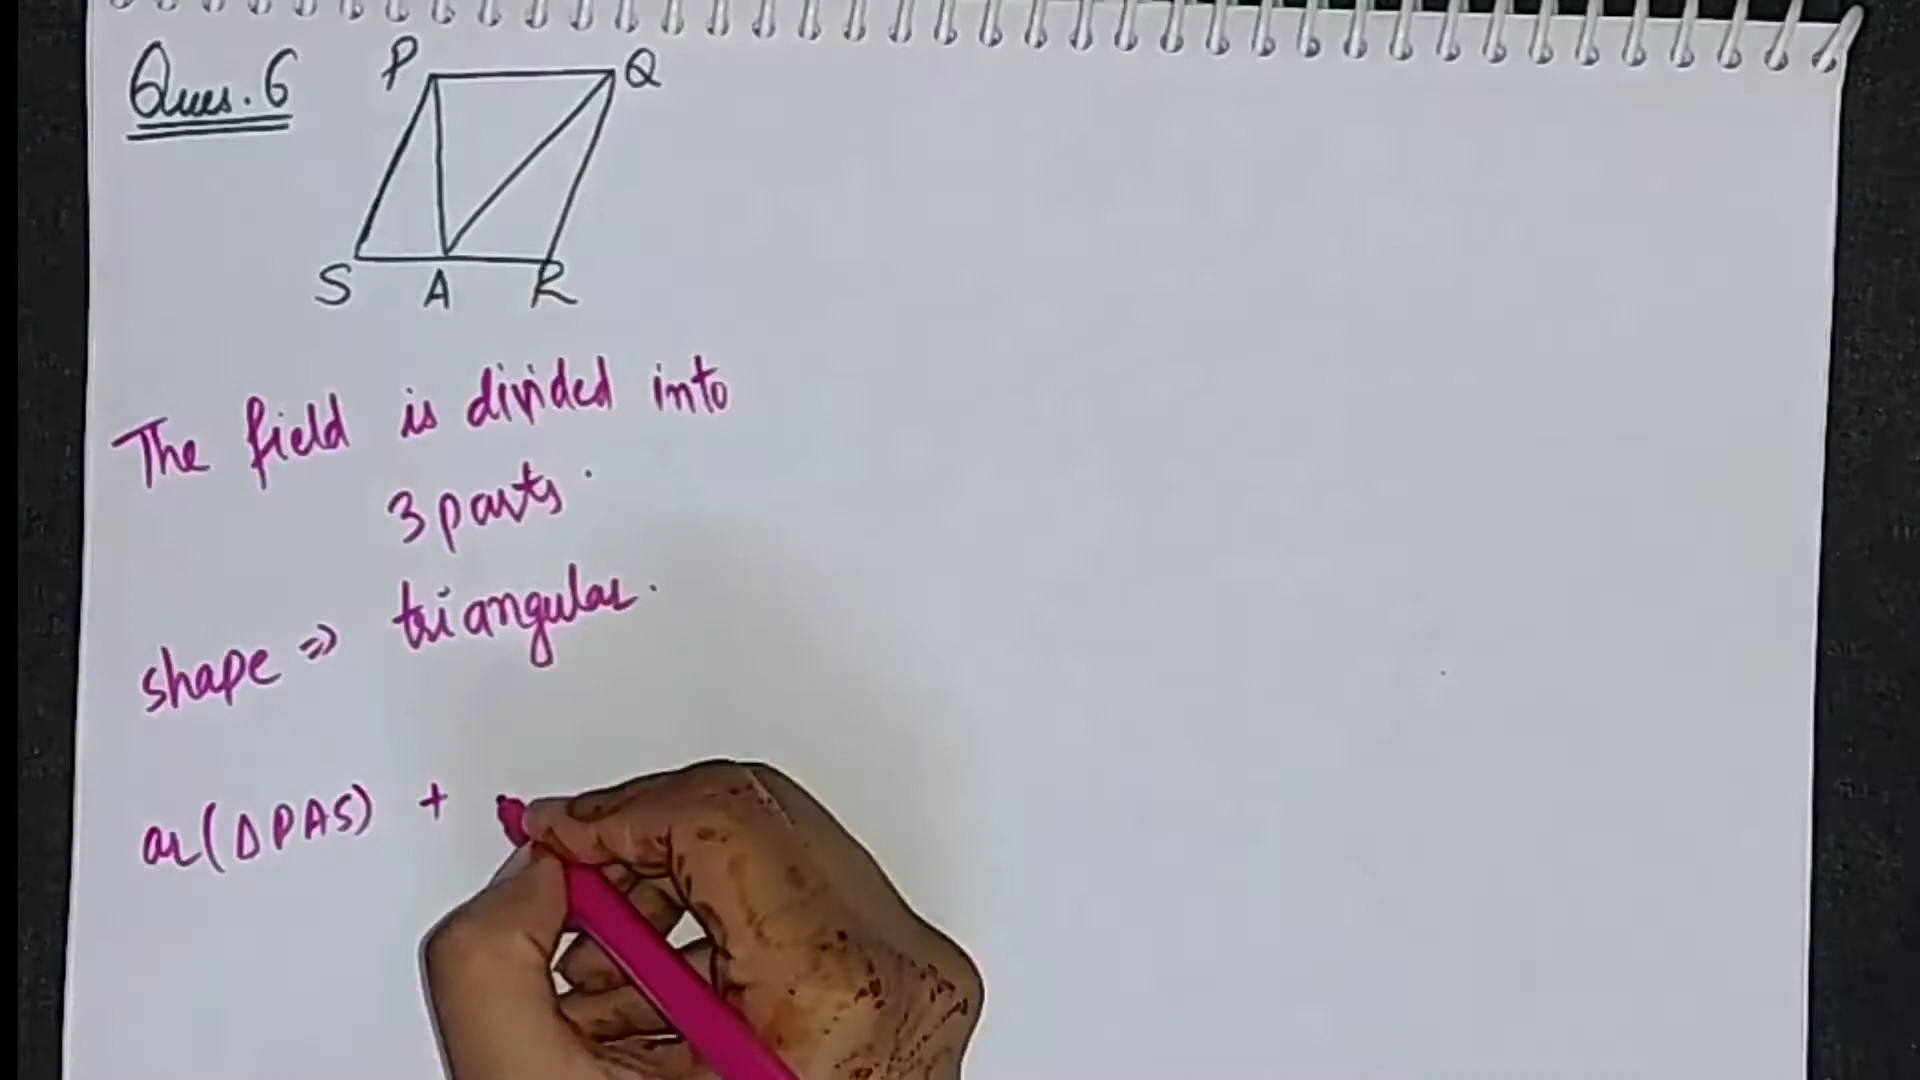 Ques. 6
P Q
S A R
The field is divided into
3 parts.
shape ⇒ triangular.
ar(ΔPAS) +